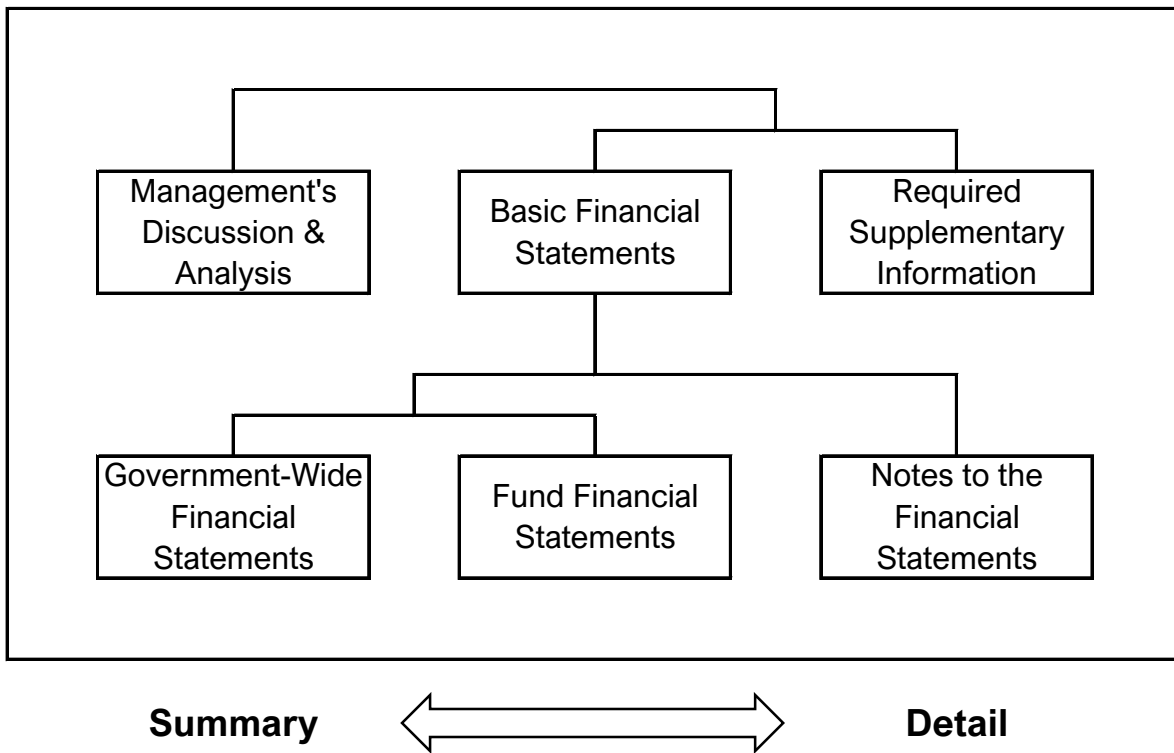 Management's
Discussion &
Analysis
Basic Financial
Statements
Required
Supplementary
Information
Government-Wide
Financial
Statements
Fund Financial
Statements
Notes to the
Financial
Statements
Summary
Detail